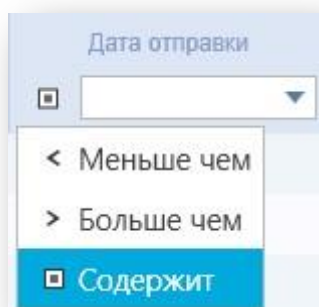 Дата отправки
< Меньше чем
> Больше чем
Содержит